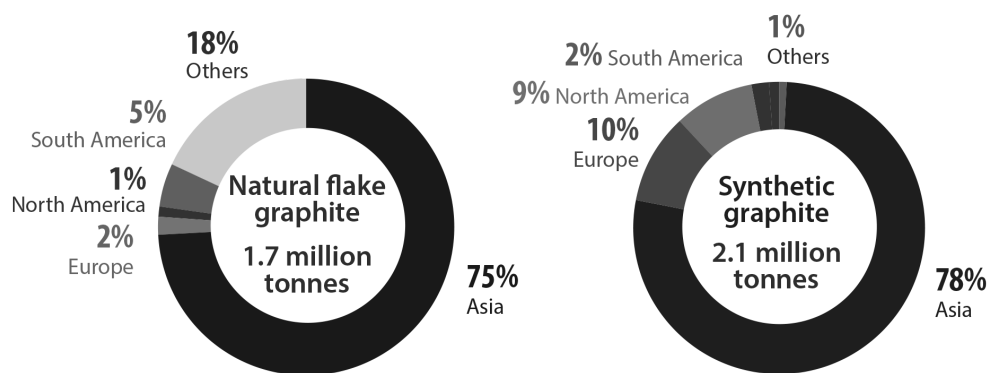 18%
Others
5%
South America
1%
North America
2%
Europe
Natural flake
graphite
1.7 million
tonnes
75%
Asia
1%
Others
2% South America
9% North America
10%
Europe
Synthetic
graphite
2.1 million
tonnes
78%
Asia